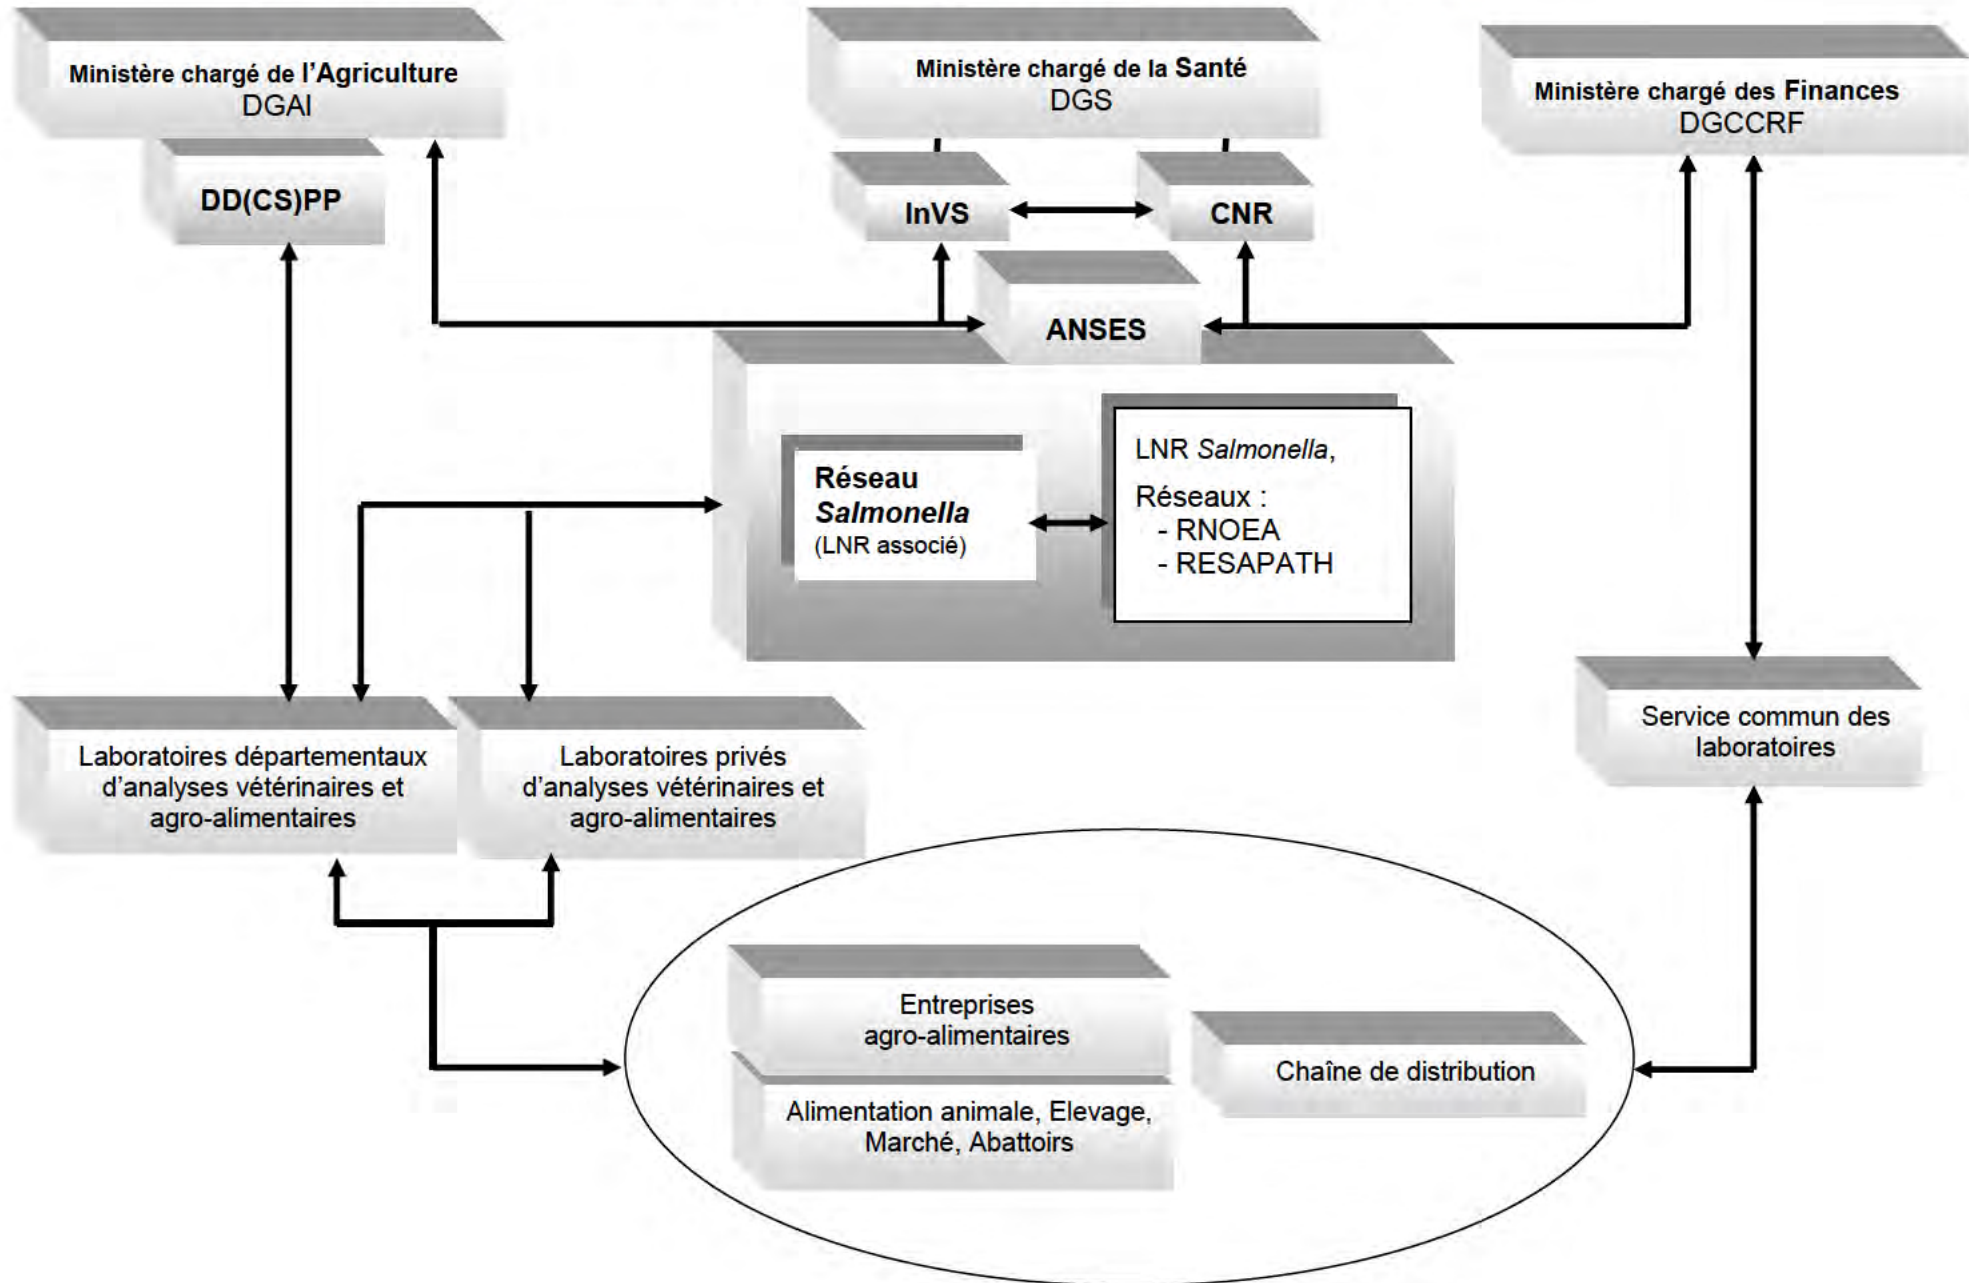 Ministère chargé de l'Agriculture
DGAl
DD(CS)PP
Ministère chargé de la Santé
DGS
InVS
CNR
Ministère chargé des Finances
DGCCRF
ANSES
Réseau
Salmonella
(LNR associé)
LNR Salmonella,
Réseaux :
- RNOEA
- RESAPATH
Laboratoires départementaux
d'analyses vétérinaires et
agro-alimentaires
Laboratoires privés
d'analyses vétérinaires et
agro-alimentaires
Service commun des
laboratoires
Entreprises
agro-alimentaires
Alimentation animale, Elevage,
Marché, Abattoirs
Chaîne de distribution